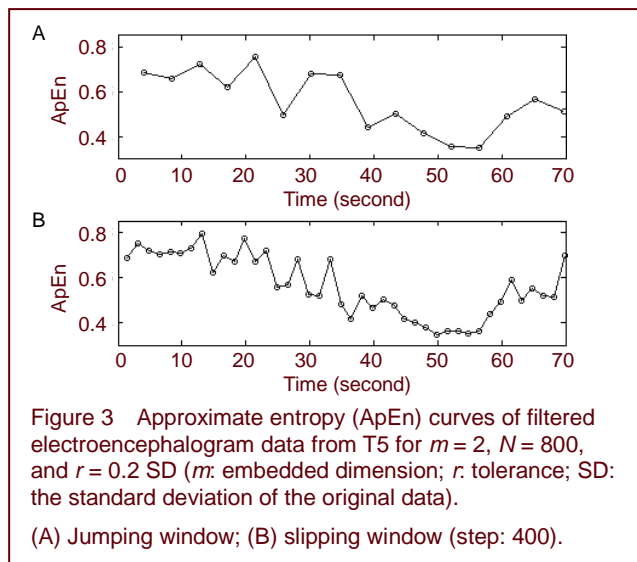 A
0.8
0.6
0.4
ApEn
0 10 20 30 40 50 60 70
Time (second)
B
0.8
0.6
0.4
ApEn
0 10 20 30 40 50 60 70
Time (second)
Figure 3 Approximate entropy (ApEn) curves of filtered
electroencephalogram data from T5 for m = 2, N = 800,
and r = 0.2 SD (m: embedded dimension; r: tolerance; SD:
the standard deviation of the original data).
(A) Jumping window; (B) slipping window (step: 400).